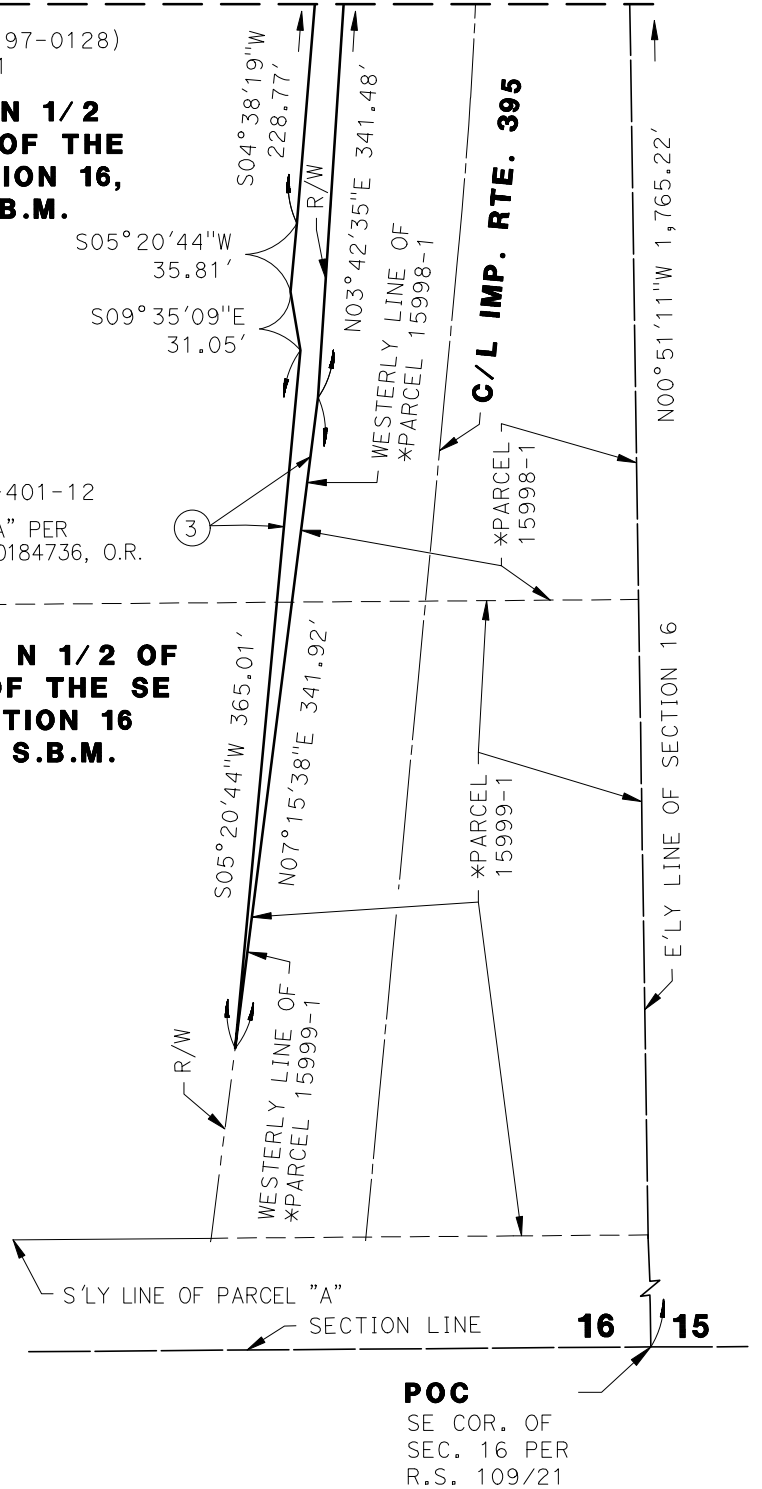 97-0128)
S04°38'19"W
228.77'
N 1/2
OF THE
ION 16,
B.M.
S05°20'44"W
35.81'
S09°35'09"E
31.05'
R/W
N03°42'35"E 341.48'
WESTERLY LINE OF
*PARCEL 15998-1
C/L IMP. RTE. 395
N00°51'11"W 1,765.22'
-401-12
A" PER
0184736, O.R.
3
*PARCEL
15998-1
N 1/2 OF
OF THE SE
TION 16
S.B.M.
S05°20'44"W 365.01'
N07°15'38"E 341.92'
*PARCEL
15999-1
E'LY LINE OF SECTION 16
R/W
WESTERLY LINE OF
*PARCEL 15999-1
S'LY LINE OF PARCEL "A"
SECTION LINE
16 15
POC
SE COR. OF
SEC. 16 PER
R.S. 109/21